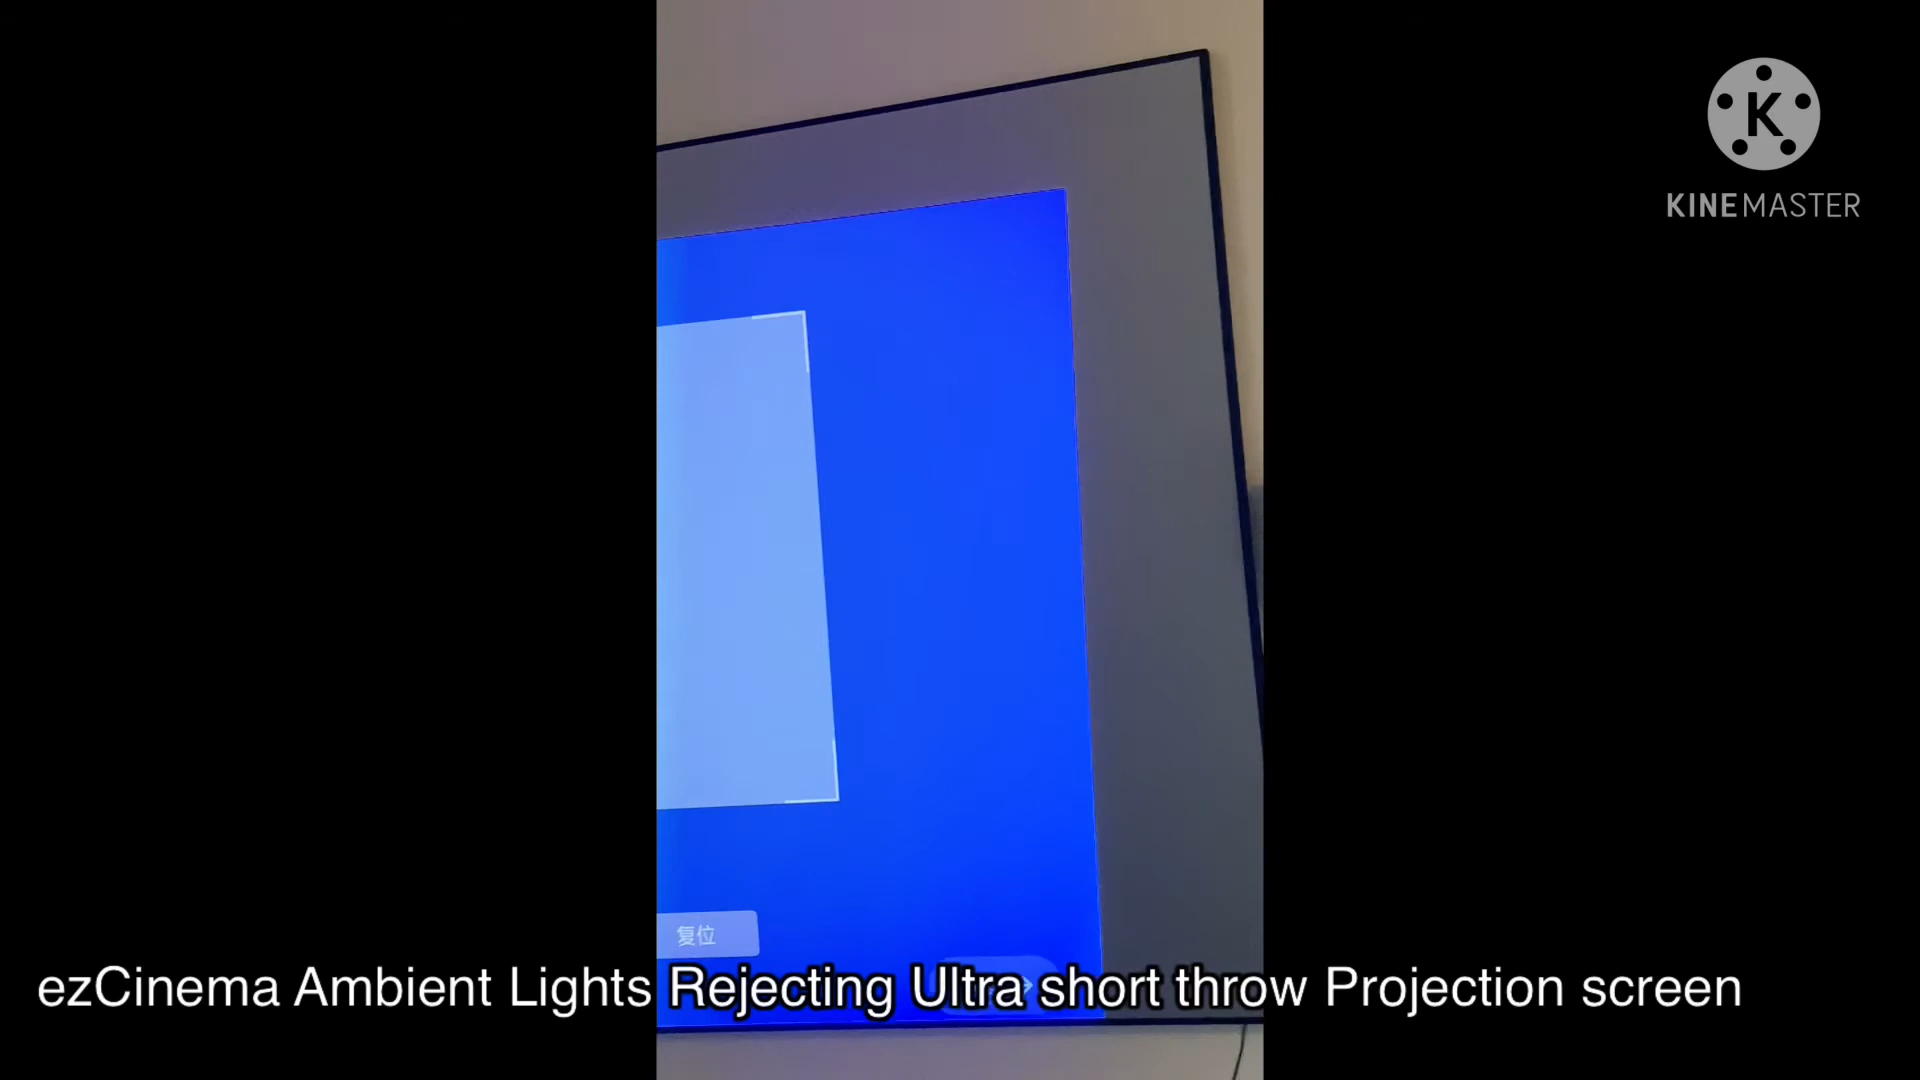 K
KINEMASTER
复位
ezCinema Ambient Lights Rejecting Ultra short throw Projection screen